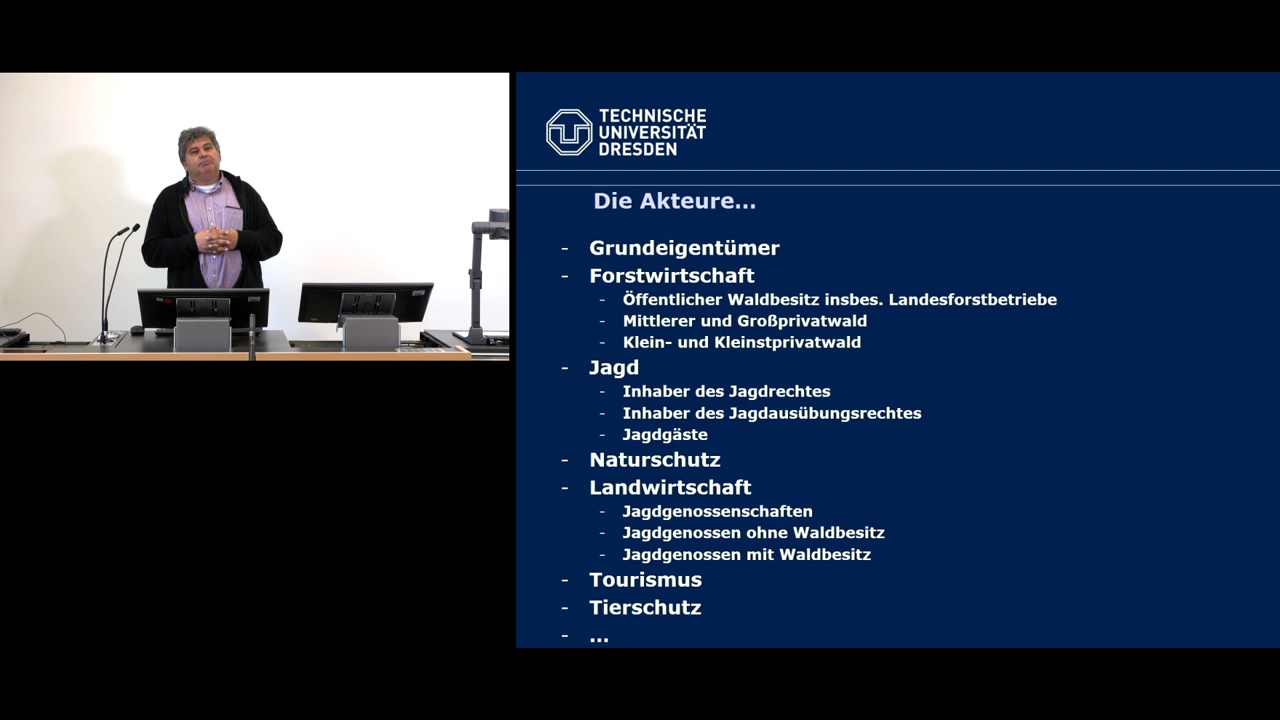 TECHNISCHE
UNIVERSITÄT
DRESDEN
Die Akteure...
- Grundeigentümer
- Forstwirtschaft
- Öffentlicher Waldbesitz insbes. Landesforstbetriebe
- Mittlerer und Großprivatwald
- Klein- und Kleinstprivatwald
- Jagd
- Inhaber des Jagdrechtes
- Inhaber des Jagdausübungsrechtes
- Jagdgäste
- Naturschutz
- Landwirtschaft
- Jagdgenossenschaften
- Jagdgenossen ohne Waldbesitz
- Jagdgenossen mit Waldbesitz
- Tourismus
- Tierschutz
- ...